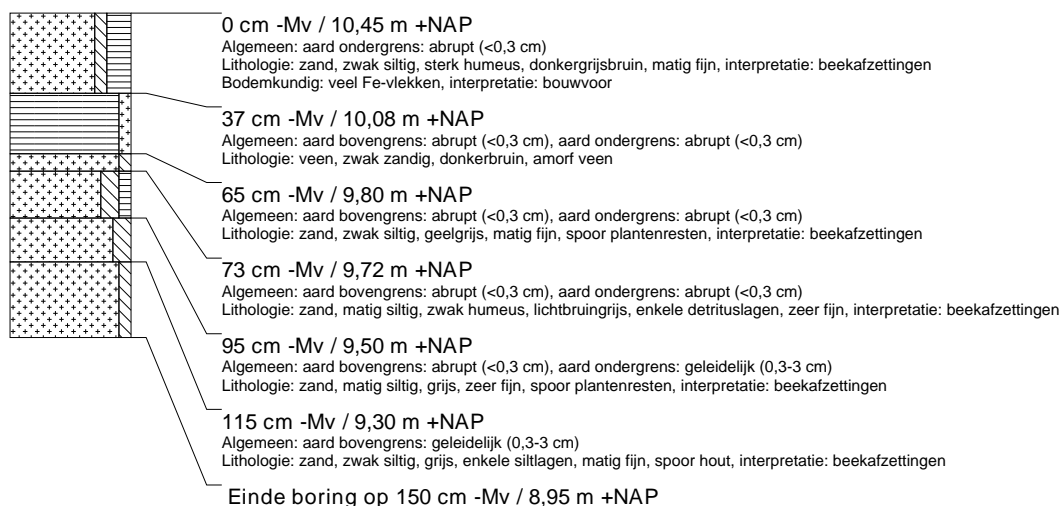 0 cm -Mv / 10,45 m +NAP
Algemeen: aard ondergrens: abrupt (<0,3 cm)
Lithologie: zand, zwak siltig, sterk humeus, donkergrijsbruin, matig fijn, interpretatie: beekafzettingen
Bodemkundig: veel Fe-vlekken, interpretatie: bouwvoor
37 cm -Mv / 10,08 m +NAP
Algemeen: aard bovengrens: abrupt (<0,3 cm), aard ondergrens: abrupt (<0,3 cm)
Lithologie: veen, zwak zandig, donkerbruin, amorf veen
65 cm -Mv / 9,80 m +NAP
Algemeen: aard bovengrens: abrupt (<0,3 cm), aard ondergrens: abrupt (<0,3 cm)
Lithologie: zand, zwak siltig, geelgrijs, matig fijn, spoor plantenresten, interpretatie: beekafzettingen
73 cm -Mv / 9,72 m +NAP
Algemeen: aard bovengrens: abrupt (<0,3 cm), aard ondergrens: abrupt (<0,3 cm)
Lithologie: zand, matig siltig, zwak humeus, lichtbruingrijs, enkele detrituslagen, zeer fijn, interpretatie: beekafzettingen
95 cm -Mv / 9,50 m +NAP
Algemeen: aard bovengrens: abrupt (<0,3 cm), aard ondergrens: geleidelijk (0,3-3 cm)
Lithologie: zand, matig siltig, grijs, zeer fijn, spoor plantenresten, interpretatie: beekafzettingen
115 cm -Mv / 9,30 m +NAP
Algemeen: aard bovengrens: geleidelijk (0,3-3 cm)
Lithologie: zand, zwak siltig, grijs, enkele siltlagen, matig fijn, spoor hout, interpretatie: beekafzettingen
Einde boring op 150 cm -Mv / 8,95 m +NAP